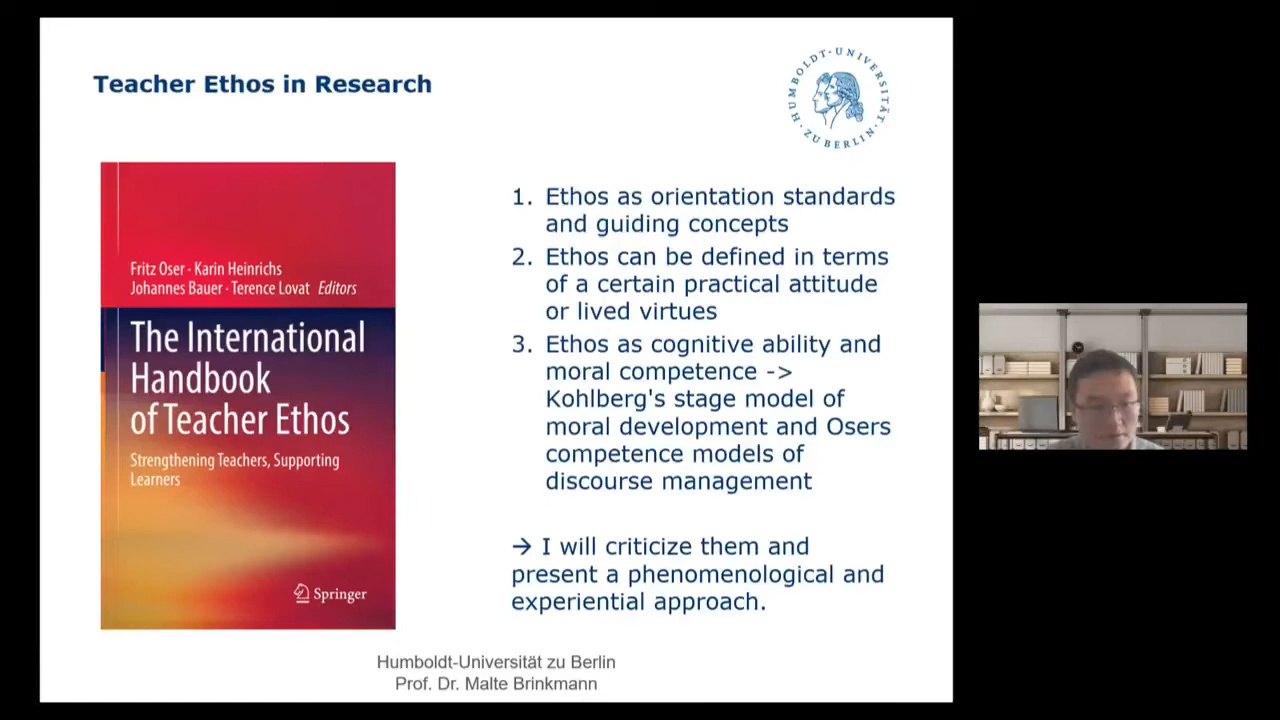 Teacher Ethos in Research
HUMBOLDT-UNIVERSITÄT
ZU BERLIN
Fritz Oser · Karin Heinrichs
Johannes Bauer · Terence Lovat Editors
The International
Handbook
of Teacher Ethos
Strengthening Teachers, Supporting
Learners
Springer
1. Ethos as orientation standards
and guiding concepts
2. Ethos can be defined in terms
of a certain practical attitude
or lived virtues
3. Ethos as cognitive ability and
moral competence ->
Kohlberg's stage model of
moral development and Osers
competence models of
discourse management
→ I will criticize them and
present a phenomenological and
experiential approach.
Humboldt-Universität zu Berlin
Prof. Dr. Malte Brinkmann